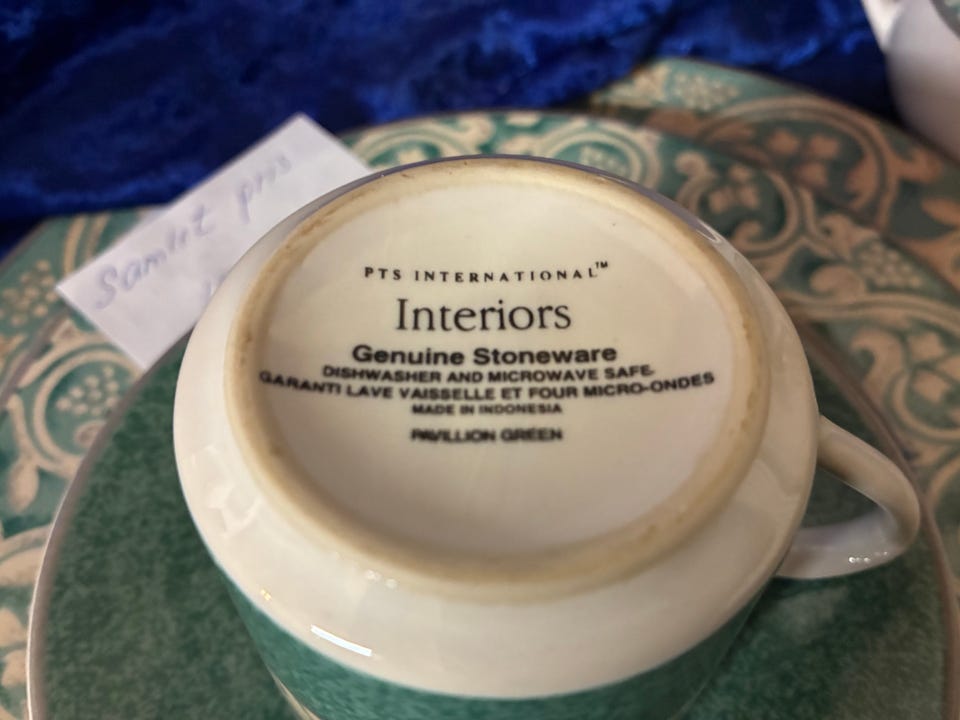 Samlet pris
PTS INTERNATIONAL™
Interiors
Genuine Stoneware
DISHWASHER AND MICROWAVE SAFE
GARANTI LAVE VAISSELLE ET FOUR MICRO-ONDES
MADE IN INDONESIA
PAVILLION GREEN